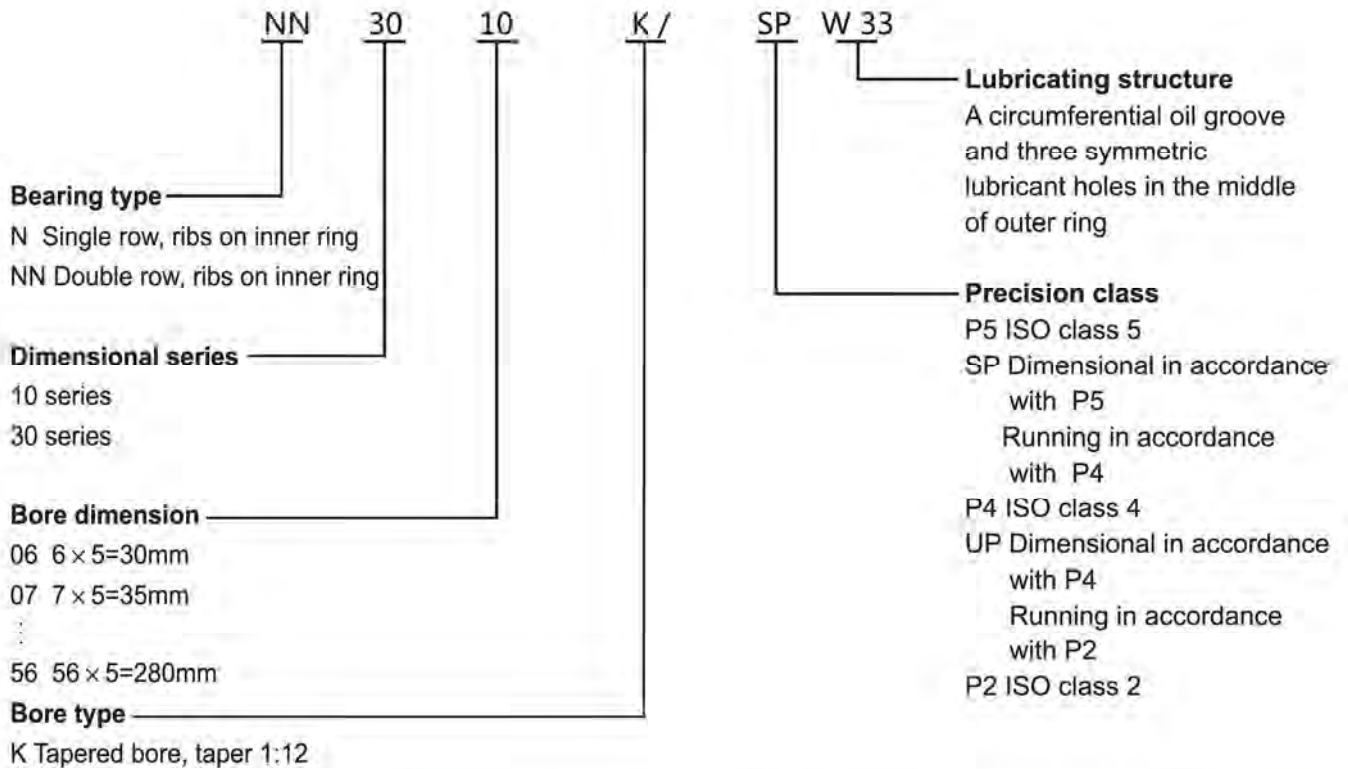 NN 30 10 K / SP W 33
Bearing type
N Single row, ribs on inner ring
NN Double row, ribs on inner ring
Dimensional series
10 series
30 series
Bore dimension
06 6 × 5=30mm
07 7 × 5=35mm
⋮
56 56 × 5=280mm
Bore type
K Tapered bore, taper 1:12
Lubricating structure
A circumferential oil groove
and three symmetric
lubricant holes in the middle
of outer ring
Precision class
P5 ISO class 5
SP Dimensional in accordance
with P5
Running in accordance
with P4
P4 ISO class 4
UP Dimensional in accordance
with P4
Running in accordance
with P2
P2 ISO class 2